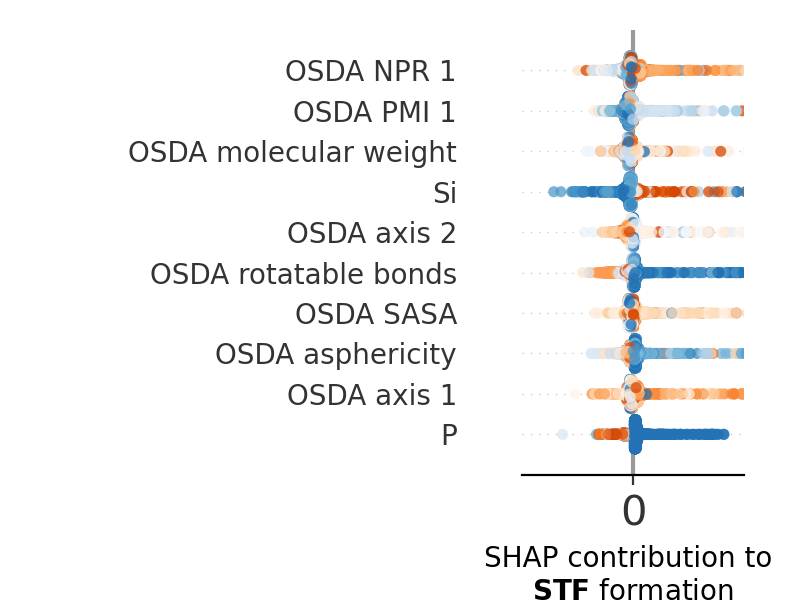 OSDA NPR 1
OSDA PMI 1
OSDA molecular weight
Si
OSDA axis 2
OSDA rotatable bonds
OSDA SASA
OSDA asphericity
OSDA axis 1
P
0
SHAP contribution to
STF formation